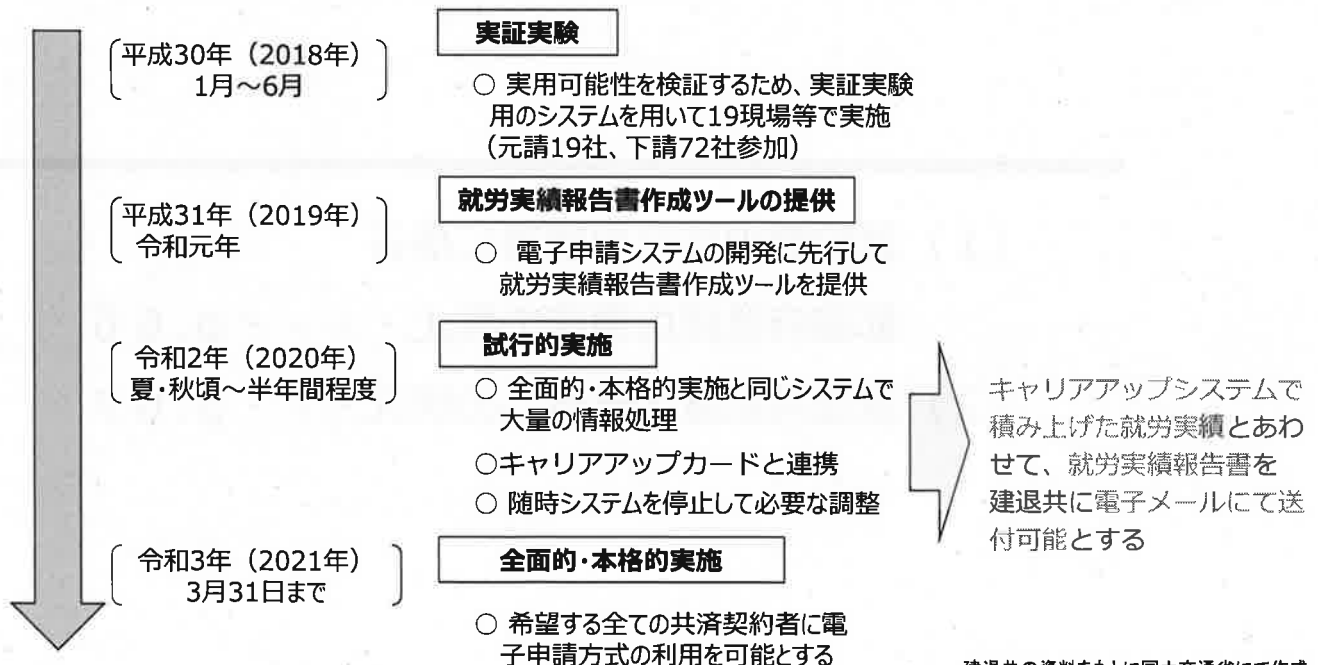 平成30年（2018年）
1月～6月
実証実験
○ 実用可能性を検証するため、実証実験
用のシステムを用いて19現場等で実施
（元請19社、下請72社参加）
平成31年（2019年）
令和元年
就労実績報告書作成ツールの提供
○ 電子申請システムの開発に先行して
就労実績報告書作成ツールを提供
令和2年（2020年）
夏･秋頃～半年間程度
試行的実施
○ 全面的･本格的実施と同じシステムで
大量の情報処理
○キャリアアップカードと連携
○ 随時システムを停止して必要な調整
キャリアアップシステムで
積み上げた就労実績とあわ
せて、就労実績報告書を
建退共に電子メールにて送
付可能とする
令和3年（2021年）
3月31日まで
全面的･本格的実施
○ 希望する全ての共済契約者に電
子申請方式の利用を可能とする
建退共の資料をもとに国土交通省にて作成